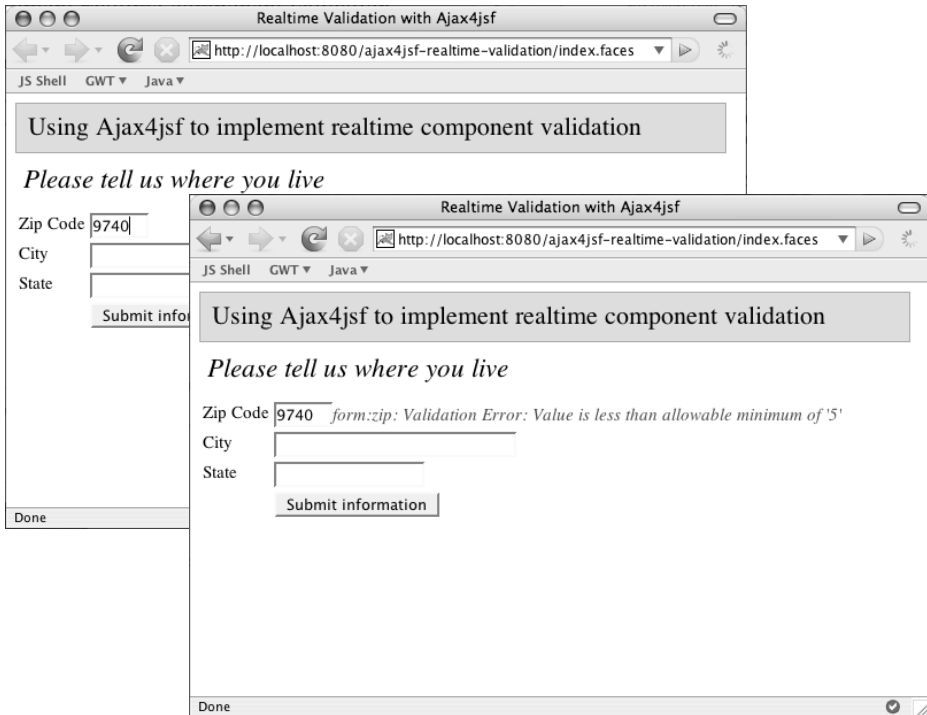 Realtime Validation with Ajax4jsf
http://localhost:8080/ajax4jsf-realtime-validation/index.faces
JS Shell GWT ▾ Java ▾
Using Ajax4jsf to implement realtime component validation
Please tell us where you live
Zip Code 9740
City
State
Submit info
Done
Realtime Validation with Ajax4jsf
http://localhost:8080/ajax4jsf-realtime-validation/index.faces
JS Shell GWT ▾ Java ▾
Using Ajax4jsf to implement realtime component validation
Please tell us where you live
Zip Code 9740 form:zip: Validation Error: Value is less than allowable minimum of '5'
City
State
Submit information
Done